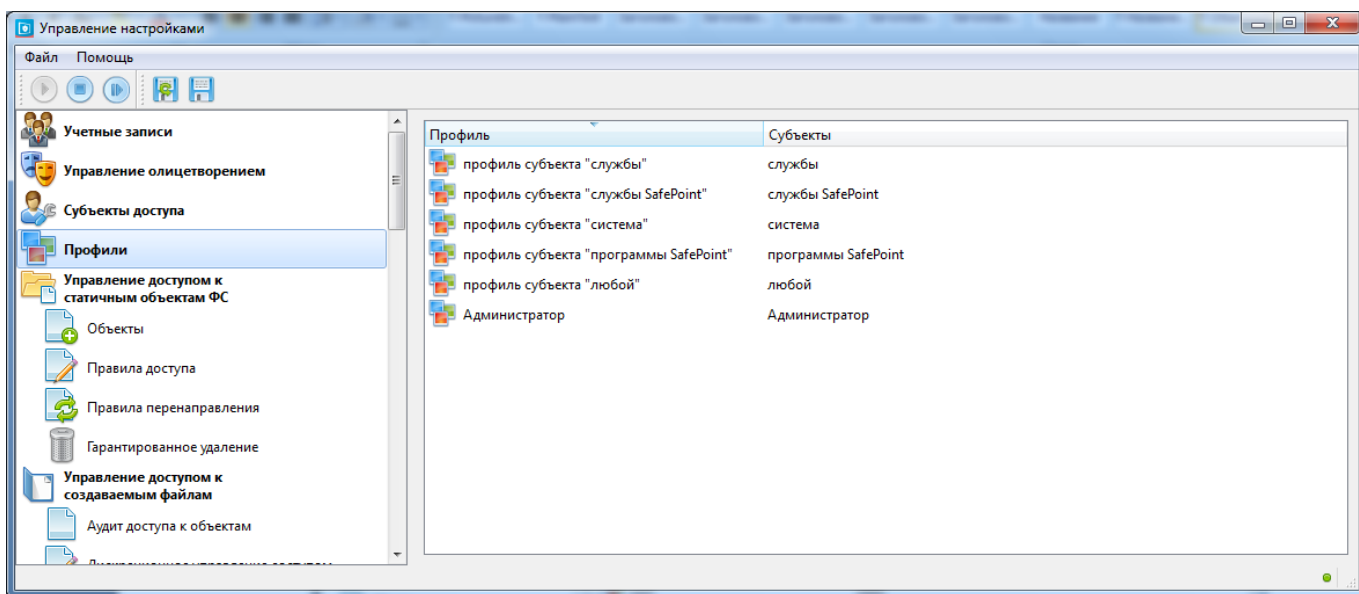 Управление настройками
Файл Помощь
Учетные записи
Управление олицетворением
Субъекты доступа
Профили
Управление доступом к
статичным объектам ФС
Объекты
Правила доступа
Правила перенаправления
Гарантированное удаление
Управление доступом к
создаваемым файлам
Аудит доступа к объектам
Профиль Субъекты
профиль субъекта "службы" службы
профиль субъекта "службы SafePoint" службы SafePoint
профиль субъекта "система" система
профиль субъекта "программы SafePoint" программы SafePoint
профиль субъекта "любой" любой
Администратор Администратор